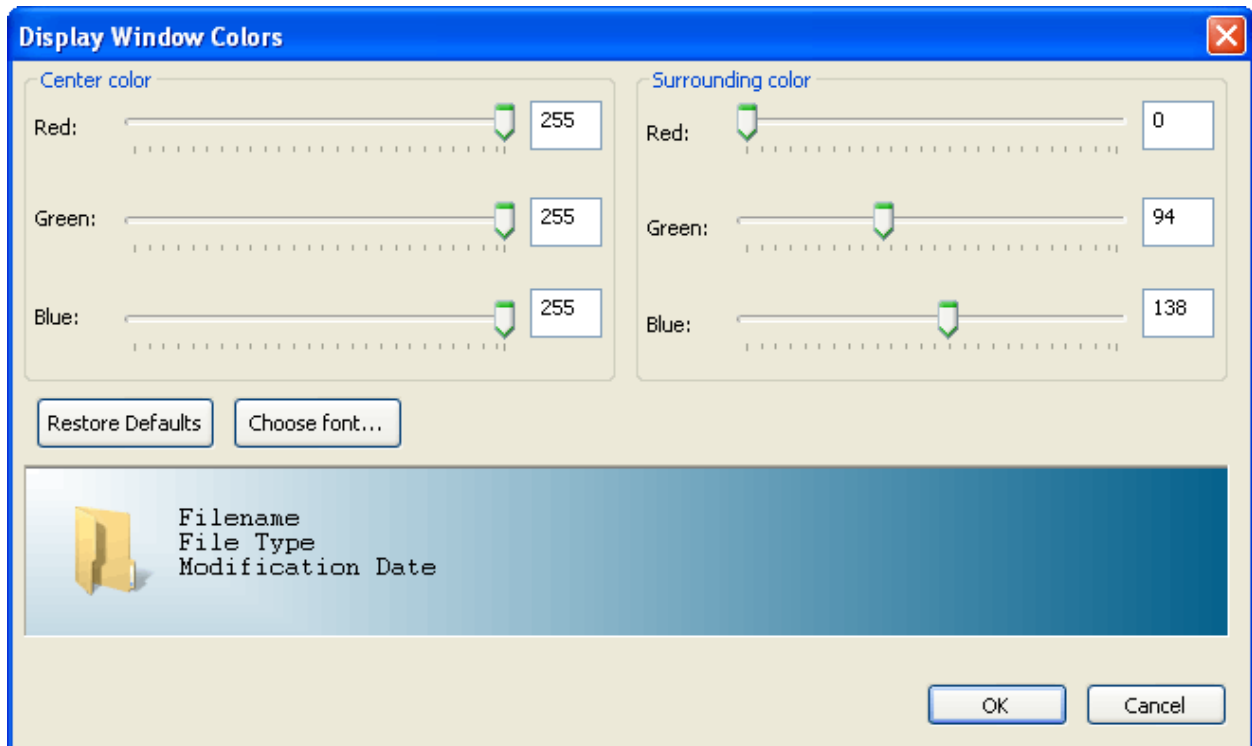 Display Window Colors
Center color
Red:
255
Green:
255
Blue:
255
Surrounding color
Red:
0
Green:
94
Blue:
138
Restore Defaults
Choose font...
Filename
File Type
Modification Date
OK
Cancel